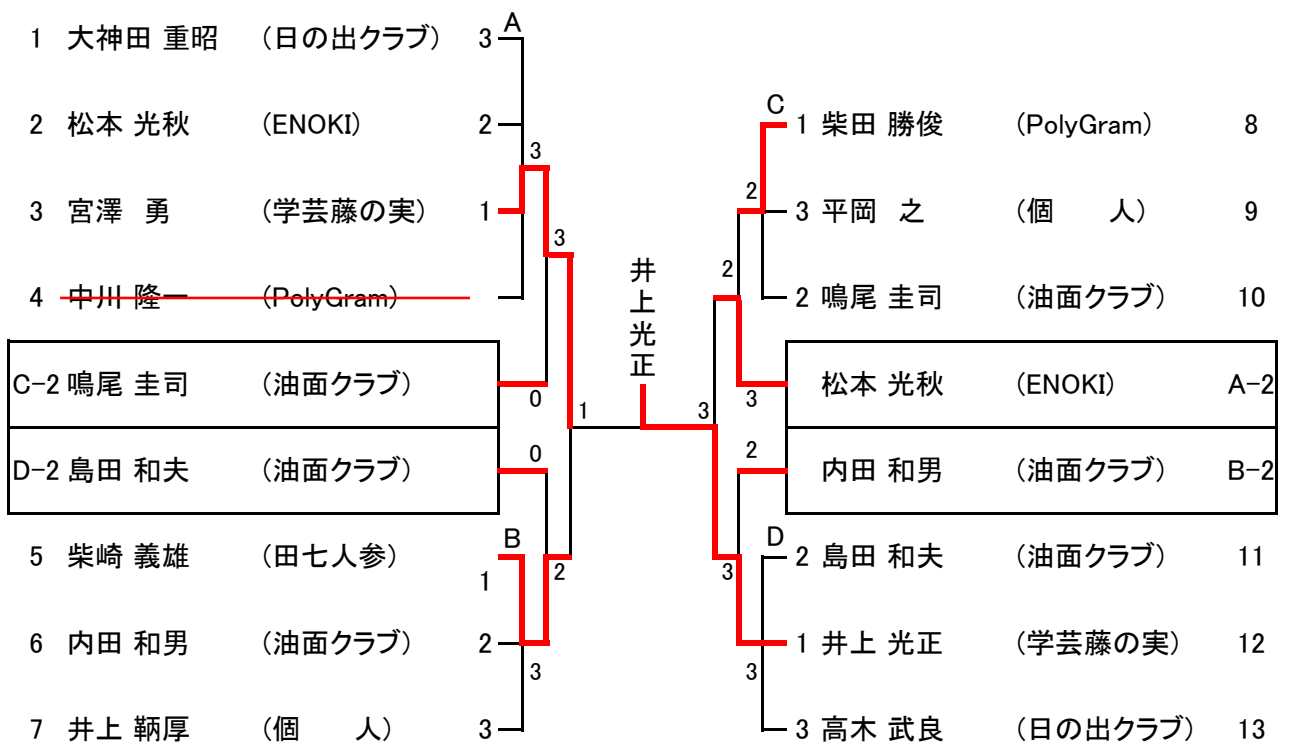 1 大神田 重昭 (日の出クラブ) 3 A
2 松本 光秋 (ENOKI) 2
3
3 宮澤 勇 (学芸藤の実) 1
3
4 中川 隆一 (PolyGram)
C-2 鳴尾 圭司 (油面クラブ)
0
1
D-2 島田 和夫 (油面クラブ)
0
5 柴崎 義雄 (田七人参) 1 B
2
6 内田 和男 (油面クラブ) 2
3
7 井上 鞆厚 (個 人) 3
井上光正
C
1 柴田 勝俊 (PolyGram) 8
2
3 平岡 之 (個 人) 9
2
2 鳴尾 圭司 (油面クラブ) 10
松本 光秋 (ENOKI) A-2
3
3
2
内田 和男 (油面クラブ) B-2
D
2 島田 和夫 (油面クラブ) 11
3
1 井上 光正 (学芸藤の実) 12
3
3 高木 武良 (日の出クラブ) 13